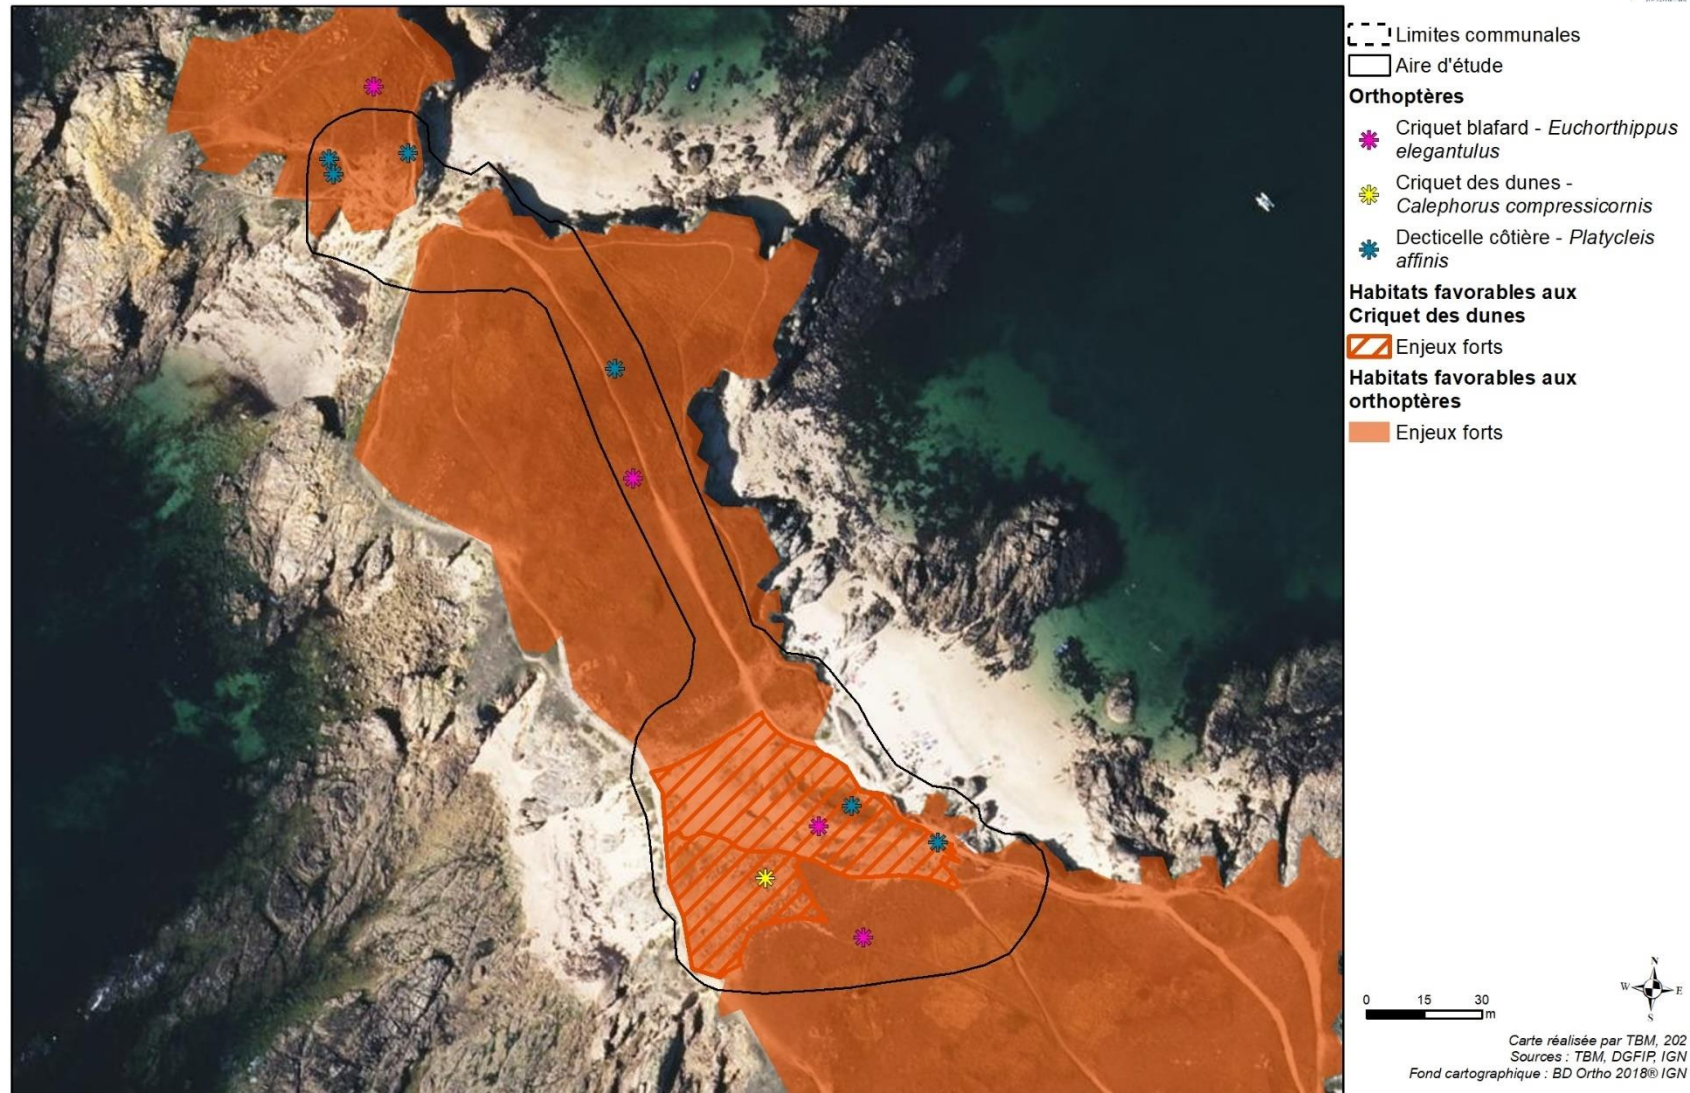 Limites communales
Aire d'étude
Orthoptères
Criquet blafard - Euchorthippus
elegantulus
Criquet des dunes -
Calephorus compressicornis
Decticelle côtière - Platycleis
affinis
Habitats favorables aux
Criquet des dunes
Enjeux forts
Habitats favorables aux
orthoptères
Enjeux forts
0 15 30
m
N
W E
S
Carte réalisée par TBM, 202
Sources : TBM, DGFIP, IGN
Fond cartographique : BD Ortho 2018® IGN